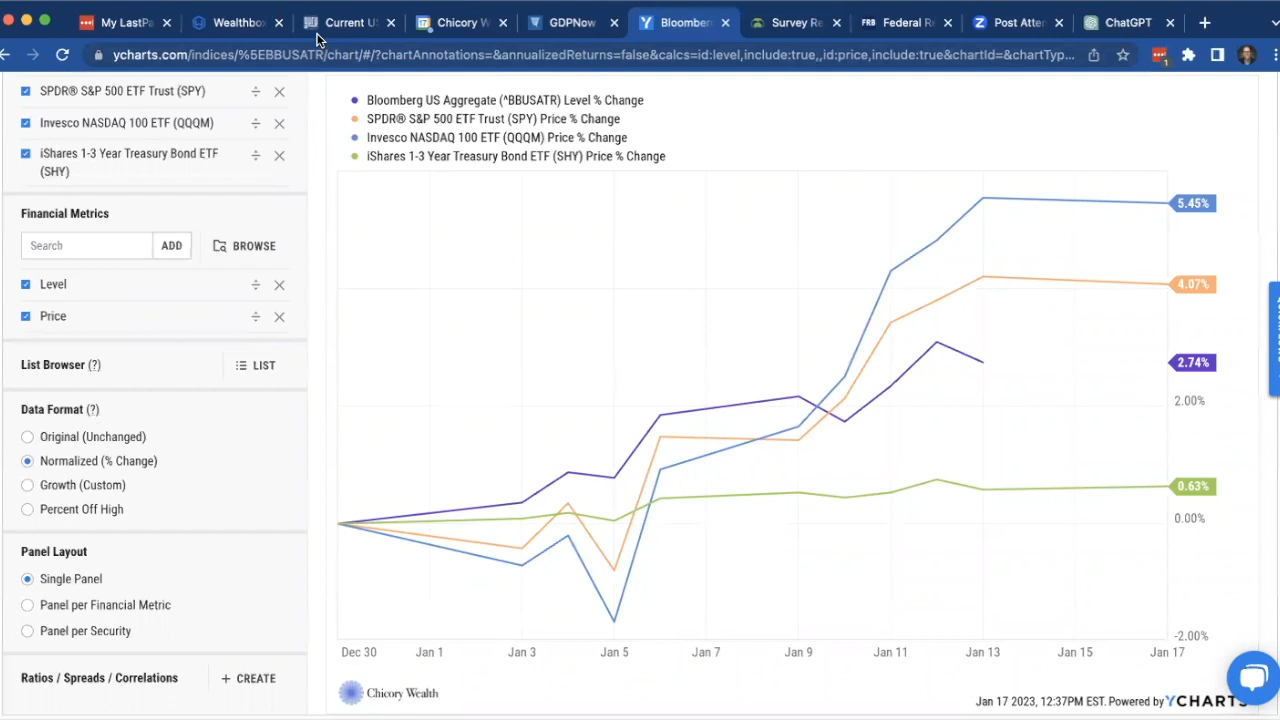 My LastPa
Wealthbo
Current U
Chicory W
GDPNow
Bloomber
Survey Re
Federal R
Post Atter
ChatGPT
ycharts.com/indices/%5EBBUSATR/chart/#/?chartAnnotations=&annualizedReturns=false&calcs=id:level,include:true,,id:price,include:true&chartId=&chartTyp...
SPDR® S&P 500 ETF Trust (SPY)
Invesco NASDAQ 100 ETF (QQQM)
iShares 1-3 Year Treasury Bond ETF
(SHY)
Financial Metrics
Search
ADD
BROWSE
Level
Price
List Browser (?)
LIST
Data Format (?)
Original (Unchanged)
Normalized (% Change)
Growth (Custom)
Percent Off High
Panel Layout
Single Panel
Panel per Financial Metric
Panel per Security
Ratios / Spreads / Correlations
+ CREATE
Bloomberg US Aggregate (^BBUSATR) Level % Change
SPDR® S&P 500 ETF Trust (SPY) Price % Change
Invesco NASDAQ 100 ETF (QQQM) Price % Change
iShares 1-3 Year Treasury Bond ETF (SHY) Price % Change
5.45%
4.07%
2.74%
2.00%
0.63%
0.00%
-2.00%
Dec 30
Jan 1
Jan 3
Jan 5
Jan 7
Jan 9
Jan 11
Jan 13
Jan 15
Jan 17
Chicory Wealth
Jan 17 2023, 12:37PM EST. Powered by YCHARTS